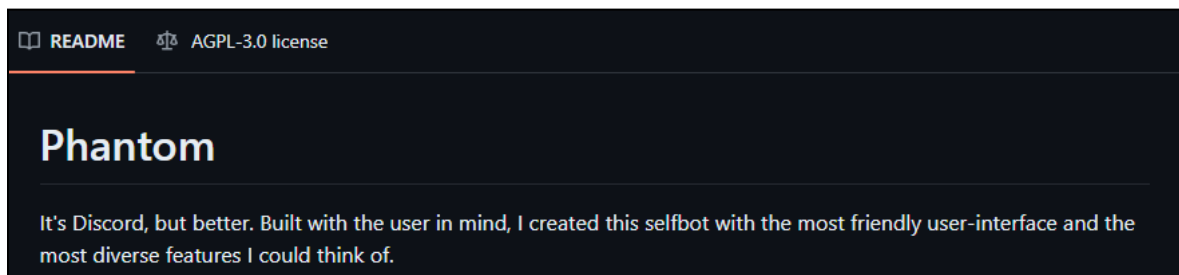 README AGPL-3.0 license
Phantom
It's Discord, but better. Built with the user in mind, I created this selfbot with the most friendly user-interface and the
most diverse features I could think of.